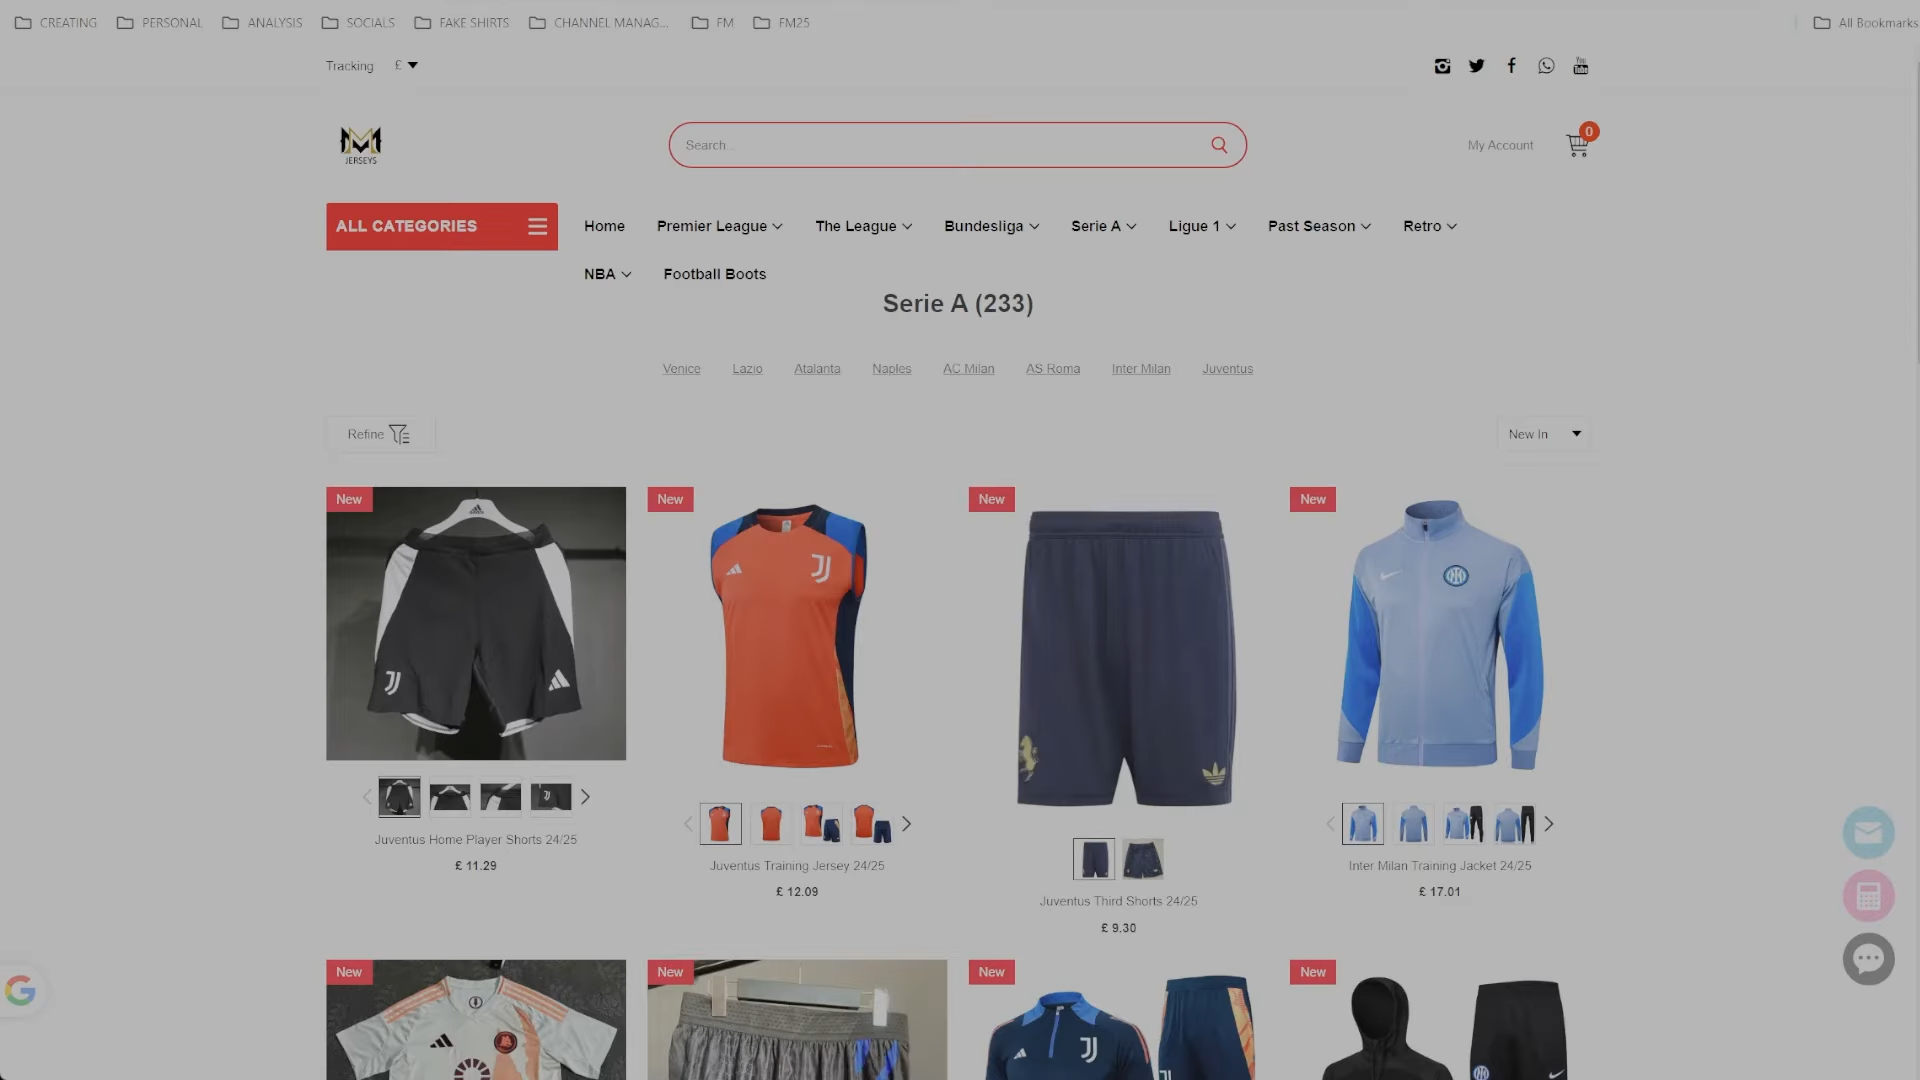 CREATING PERSONAL ANALYSIS SOCIALS FAKE SHIRTS CHANNEL MANAG... FM FM25 All Bookmarks
Tracking £
You Tube
JERSEYS
Search...
My Account
0
ALL CATEGORIES
Home Premier League The League Bundesliga Serie A Ligue 1 Past Season Retro
NBA Football Boots
Serie A (233)
Venice Lazio Atalanta Naples AC Milan AS Roma Inter Milan Juventus
Refine
New In
New New New New
Juventus Home Player Shorts 24/25
£ 11.29
Juventus Training Jersey 24/25
£ 12.09
Juventus Third Shorts 24/25
£ 9.30
Inter Milan Training Jacket 24/25
£ 17.01
New New New New